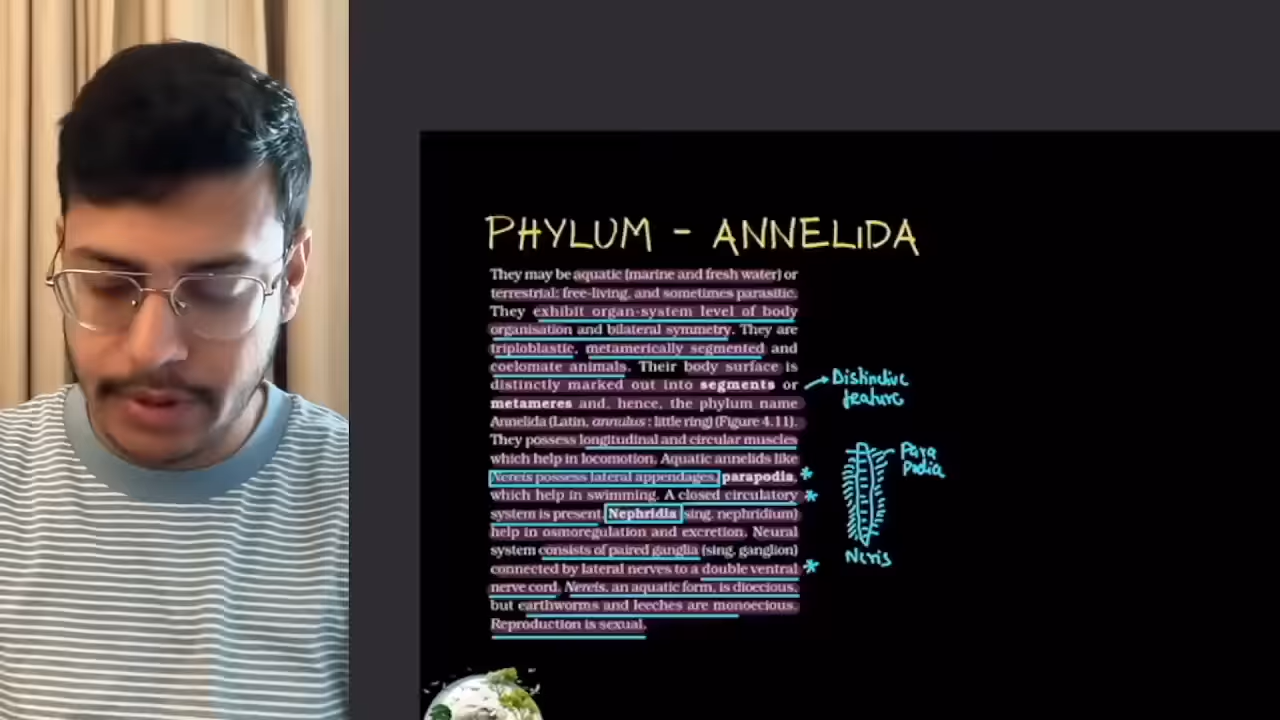 PHYLUM - ANNELIDA
They may be aquatic (marine and fresh water) or
terrestrial; free-living, and sometimes parasitic.
They exhibit organ-system level of body
organisation and bilateral symmetry. They are
triploblastic, metamerically segmented and
coelomate animals. Their body surface is
distinctly marked out into segments or
metameres and, hence, the phylum name
Annelida (Latin, annulus : little ring) (Figure 4.11).
They possess longitudinal and circular muscles
which help in locomotion. Aquatic annelids like
Nereis possess lateral appendages, parapodia,
which help in swimming. A closed circulatory
system is present. Nephridia (sing. nephridium)
help in osmoregulation and excretion. Neural
system consists of paired ganglia (sing. ganglion)
connected by lateral nerves to a double ventral
nerve cord. Nereis, an aquatic form, is dioecious,
but earthworms and leeches are monoecious.
Reproduction is sexual.
Distinctive
feature
Para
Podia
Neris